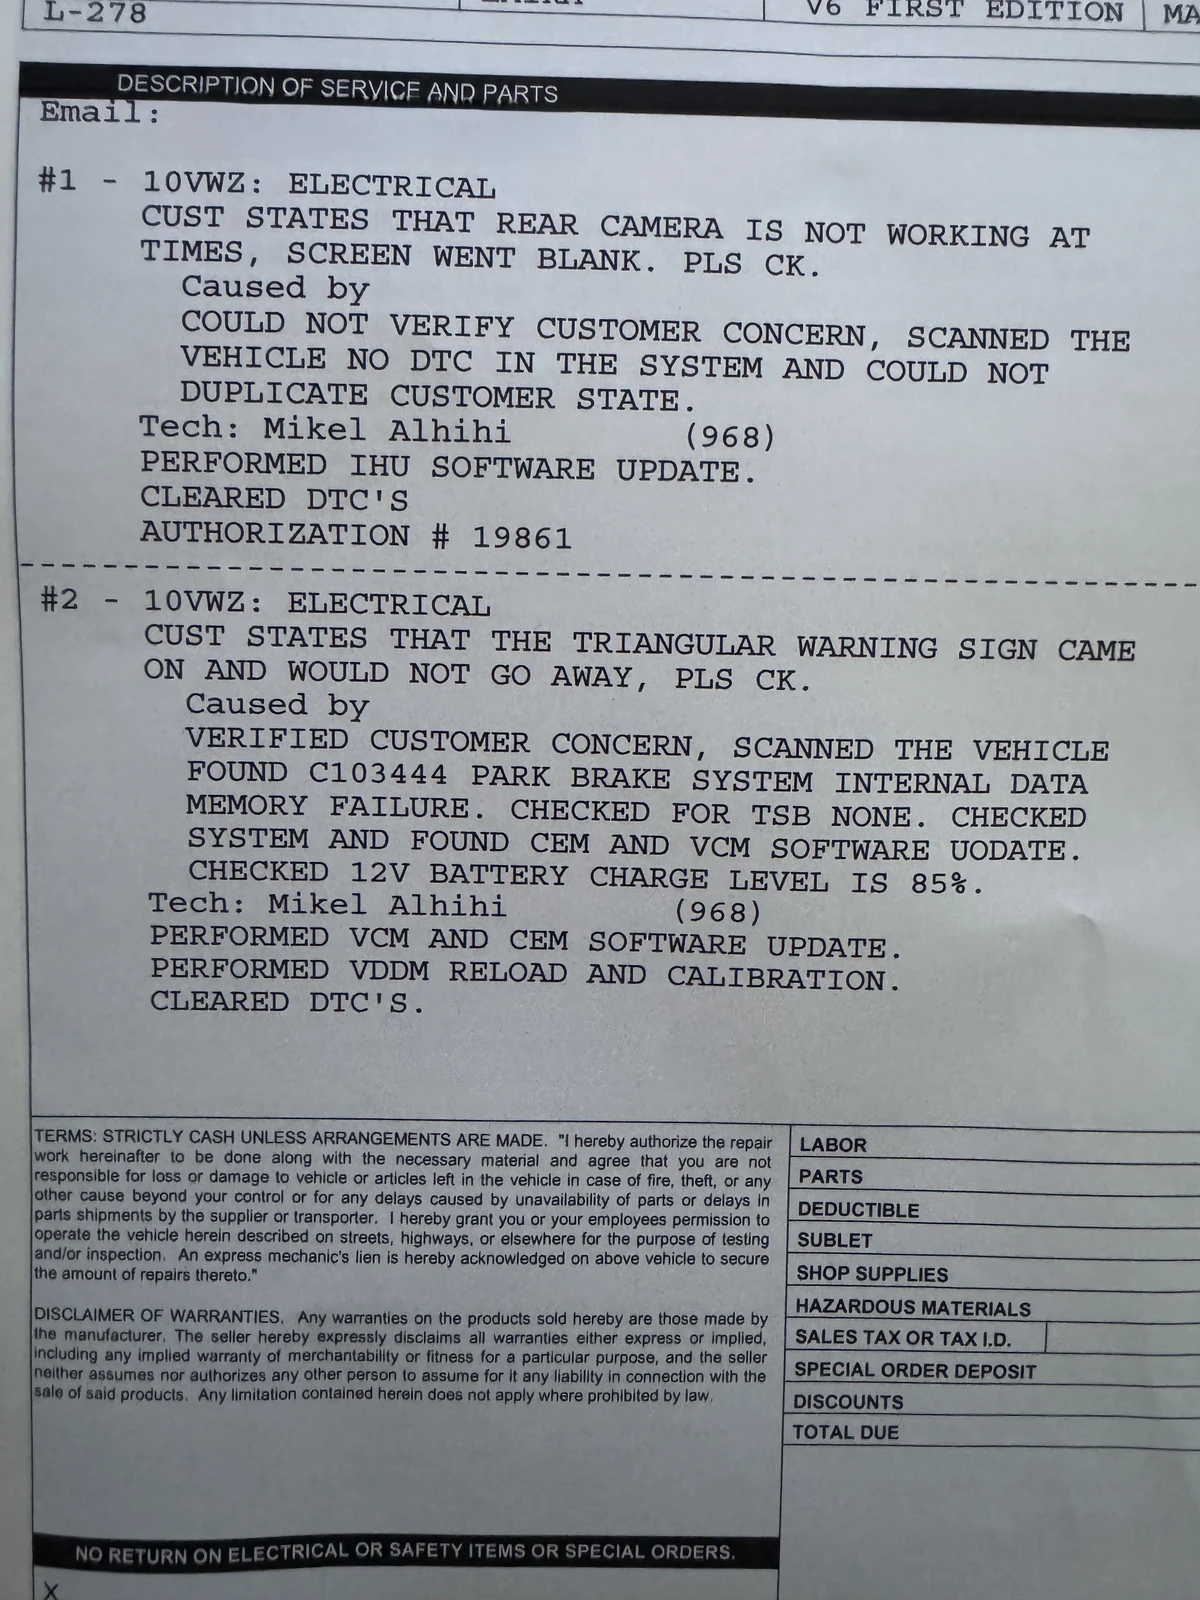 L-278
V6 FIRST EDITION
MA
DESCRIPTION OF SERVICE AND PARTS
Email:
#1 - 10VWZ: ELECTRICAL
CUST STATES THAT REAR CAMERA IS NOT WORKING AT
TIMES, SCREEN WENT BLANK. PLS CK.
Caused by
COULD NOT VERIFY CUSTOMER CONCERN, SCANNED THE
VEHICLE NO DTC IN THE SYSTEM AND COULD NOT
DUPLICATE CUSTOMER STATE.
Tech: Mikel Alhihi (968)
PERFORMED IHU SOFTWARE UPDATE.
CLEARED DTC'S
AUTHORIZATION # 19861
#2 - 10VWZ: ELECTRICAL
CUST STATES THAT THE TRIANGULAR WARNING SIGN CAME
ON AND WOULD NOT GO AWAY, PLS CK.
Caused by
VERIFIED CUSTOMER CONCERN, SCANNED THE VEHICLE
FOUND C103444 PARK BRAKE SYSTEM INTERNAL DATA
MEMORY FAILURE. CHECKED FOR TSB NONE. CHECKED
SYSTEM AND FOUND CEM AND VCM SOFTWARE UODATE.
CHECKED 12V BATTERY CHARGE LEVEL IS 85%.
Tech: Mikel Alhihi (968)
PERFORMED VCM AND CEM SOFTWARE UPDATE.
PERFORMED VDDM RELOAD AND CALIBRATION.
CLEARED DTC'S.
TERMS: STRICTLY CASH UNLESS ARRANGEMENTS ARE MADE. "I hereby authorize the repair
work hereinafter to be done along with the necessary material and agree that you are not
responsible for loss or damage to vehicle or articles left in the vehicle in case of fire, theft, or any
other cause beyond your control or for any delays caused by unavailability of parts or delays in
parts shipments by the supplier or transporter. I hereby grant you or your employees permission to
operate the vehicle herein described on streets, highways, or elsewhere for the purpose of testing
and/or inspection. An express mechanic's lien is hereby acknowledged on above vehicle to secure
the amount of repairs thereto."
DISCLAIMER OF WARRANTIES. Any warranties on the products sold hereby are those made by
the manufacturer. The seller hereby expressly disclaims all warranties either express or implied,
including any implied warranty of merchantability or fitness for a particular purpose, and the seller
neither assumes nor authorizes any other person to assume for it any liability in connection with the
sale of said products. Any limitation contained herein does not apply where prohibited by law.
LABOR
PARTS
DEDUCTIBLE
SUBLET
SHOP SUPPLIES
HAZARDOUS MATERIALS
SALES TAX OR TAX I.D.
SPECIAL ORDER DEPOSIT
DISCOUNTS
TOTAL DUE
NO RETURN ON ELECTRICAL OR SAFETY ITEMS OR SPECIAL ORDERS.
X